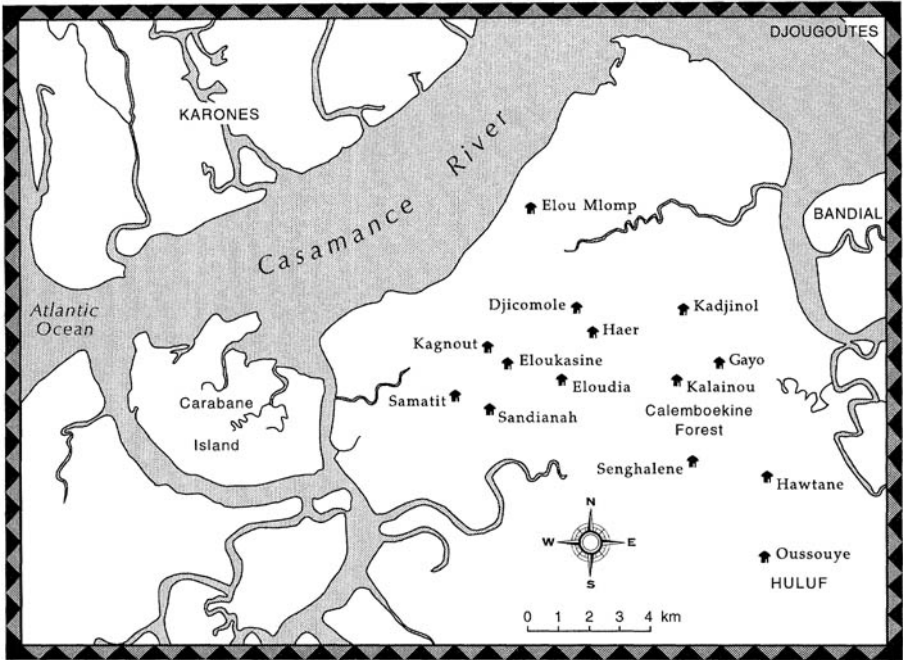 DJOUGOUTES
KARONES
Casamance River
Elou Mlomp
BANDIAL
Atlantic
Ocean
Djicomole
Kadjinol
Haer
Kagnout
Eloukasine
Gayo
Eloudia
Kalainou
Samatit
Carabane
Island
Sandianah
Calemboekine
Forest
Senghalene
Hawtane
N
W E
S
Oussouye
HULUF
0 1 2 3 4 km